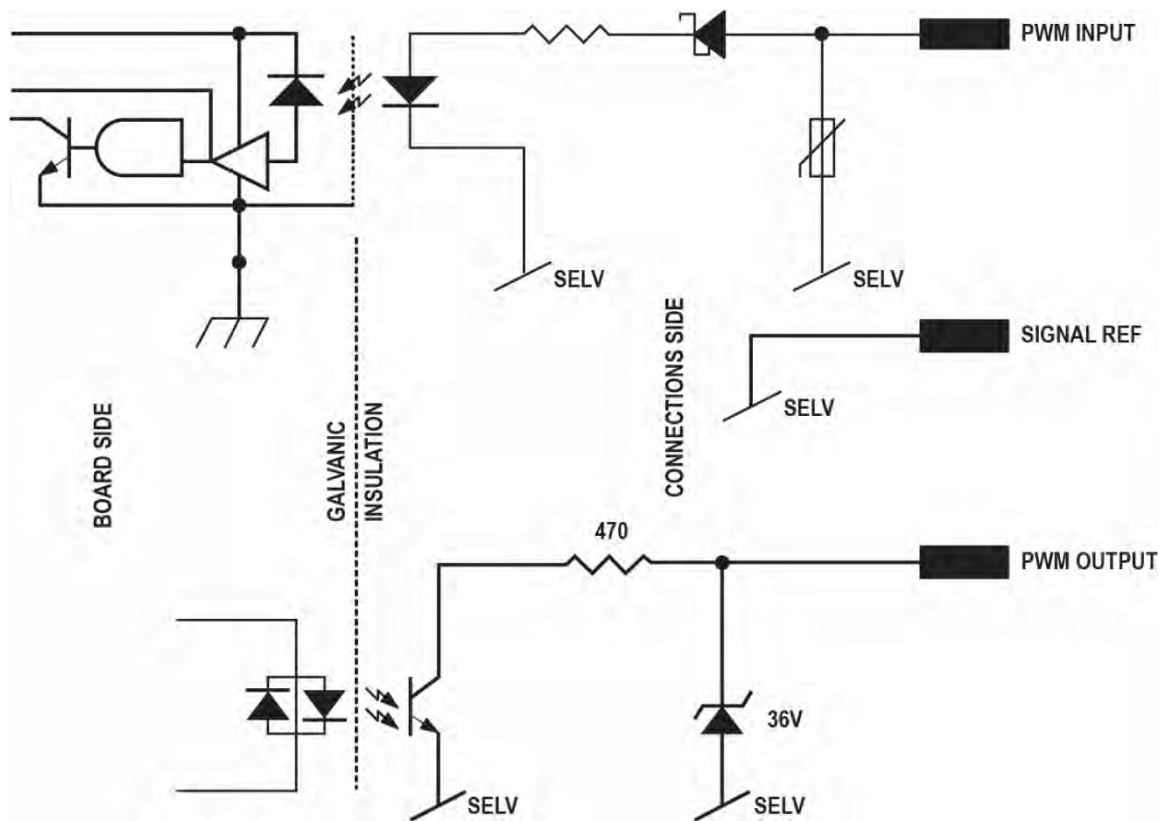 PWM INPUT
SELV
SELV
SIGNAL REF
SELV
CONNECTIONS SIDE
BOARD SIDE
GALVANIC
INSULATION
470
PWM OUTPUT
36V
SELV
SELV